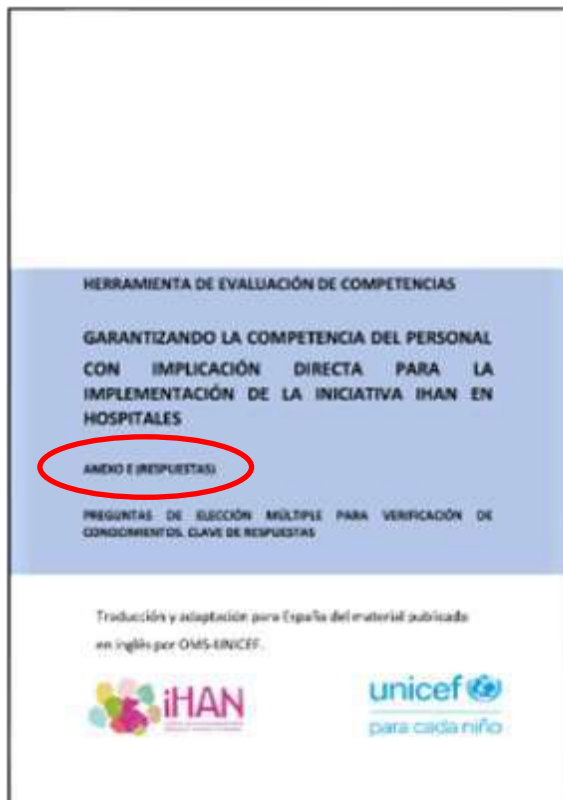 HERRAMIENTA DE EVALUACIÓN DE COMPETENCIAS
GARANTIZANDO LA COMPETENCIA DEL PERSONAL
CON IMPLICACIÓN DIRECTA PARA LA
IMPLEMENTACIÓN DE LA INICIATIVA IHAN EN
HOSPITALES
ANEXO E (RESPUESTAS)
PREGUNTAS DE ELECCIÓN MÚLTIPLE PARA VERIFICACIÓN DE
CONOCIMIENTOS. CLAVE DE RESPUESTAS
Traducción y adaptación para España del material publicado
en inglés por OMS-UNICEF.
iHAN
unicef
para cada niño